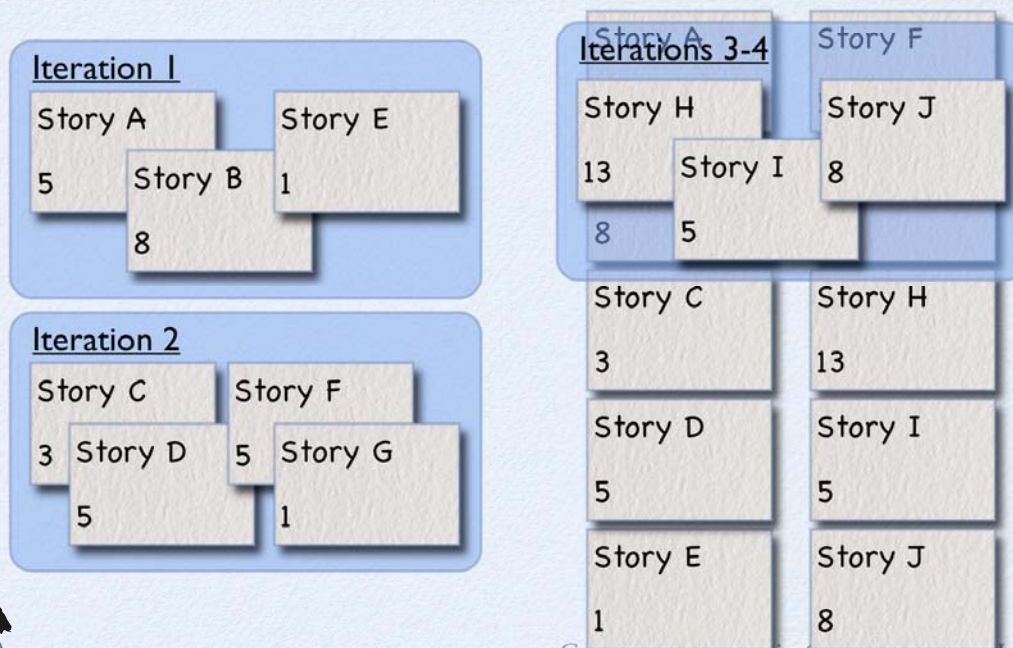 Iteration 1
Story A
5
Story B
8
Story E
1
Iteration 2
Story C
3
Story D
5
Story F
5
Story G
1
Story A
Story F
Iterations 3-4
Story H
13
Story I
5
Story J
8
8
Story C
3
Story H
13
Story D
5
Story I
5
Story E
1
Story J
8